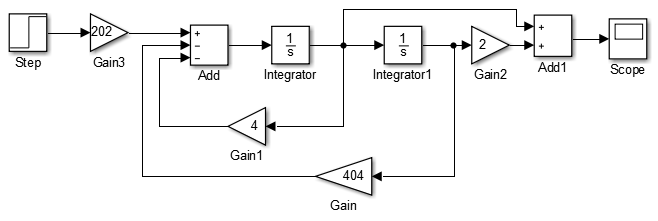 Step
202
Gain3
+
−
−
Add
1
s
Integrator
1
s
Integrator1
2
Gain2
+
+
Add1
Scope
4
Gain1
404
Gain